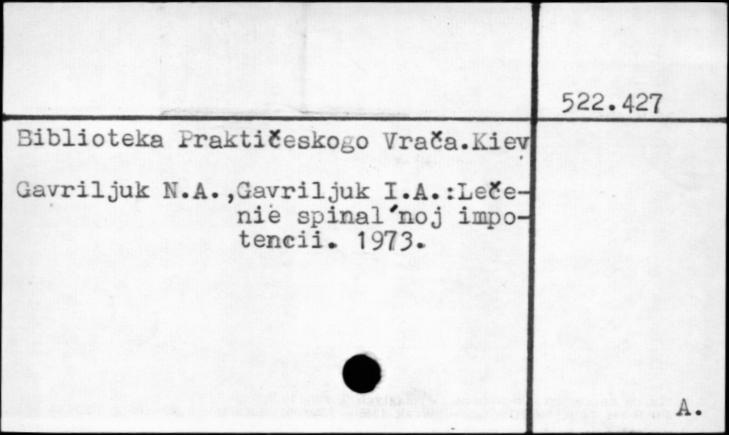 522.427
Biblioteka Praktičeskogo Vrača.Kiev
Gavriljuk N.A.,Gavriljuk I.A.:Leče-
nie spinal'noj impo-
tencii. 1973.
A.